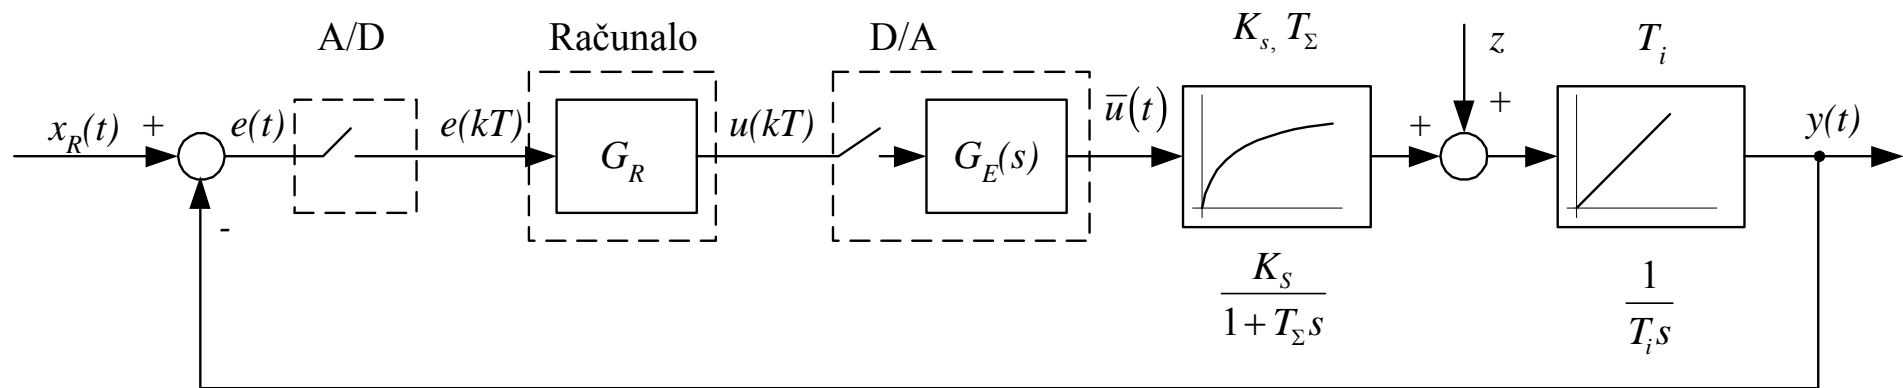 A/D
Računalo
D/A
K_s, T_Σ
z
T_i
x_R(t)
+
e(t)
e(kT)
G_R
u(kT)
G_E(s)
u̅(t)
+
+
y(t)
-
K_S / (1 + T_Σ s)
1 / (T_i s)